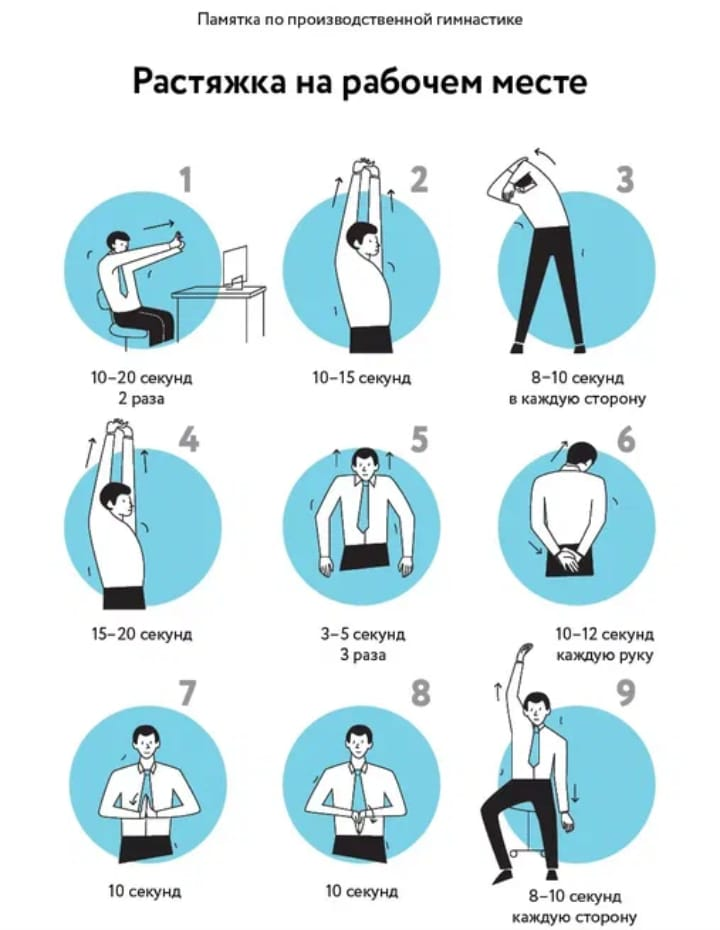 Памятка по производственной гимнастике
Растяжка на рабочем месте
1
2
3
10–20 секунд
2 раза
10–15 секунд
8–10 секунд
в каждую сторону
4
5
6
15–20 секунд
3–5 секунд
3 раза
10–12 секунд
каждую руку
7
8
9
10 секунд
10 секунд
8–10 секунд
каждую сторону